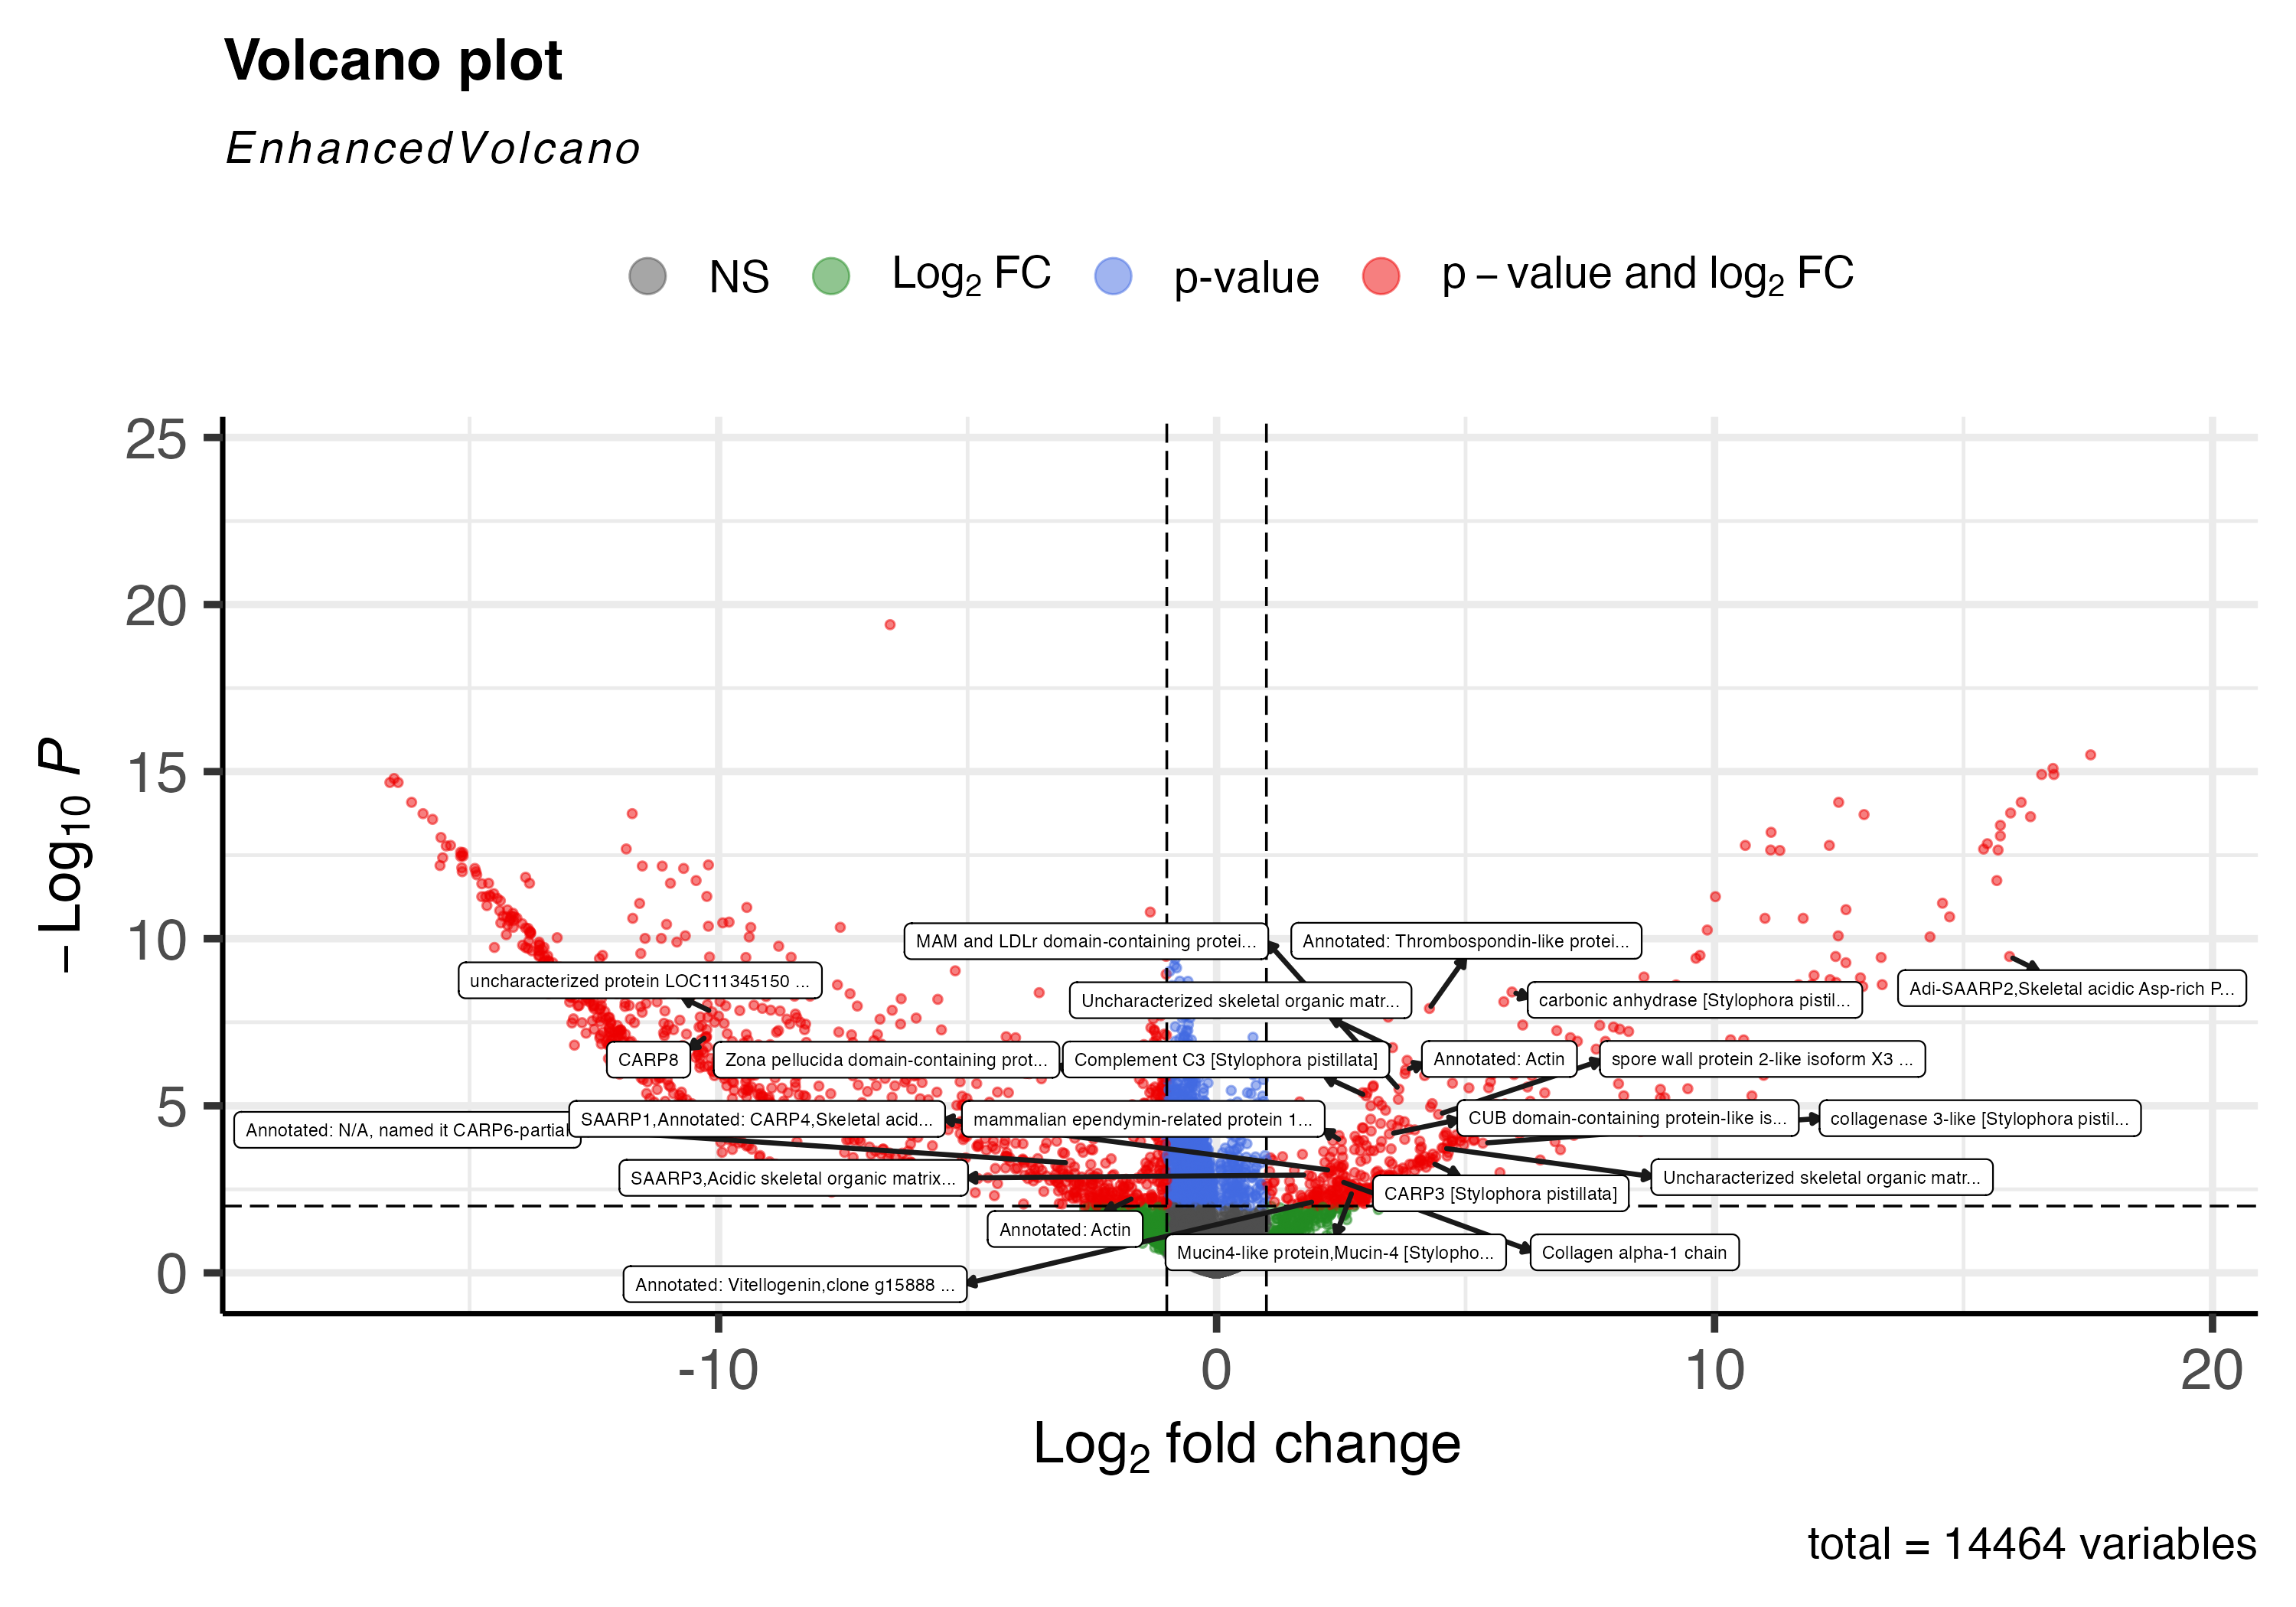 Volcano plot
EnhancedVolcano
NS Log2 FC p-value p – value and log2 FC
25
20
15
10
5
0
– Log10 P
MAM and LDLr domain-containing protei...
Annotated: Thrombospondin-like protei...
uncharacterized protein LOC111345150 ...
Uncharacterized skeletal organic matr...
carbonic anhydrase [Stylophora pistil...
Adi-SAARP2,Skeletal acidic Asp-rich P...
CARP8
Zona pellucida domain-containing prot...
Complement C3 [Stylophora pistillata]
Annotated: Actin
spore wall protein 2-like isoform X3 ...
Annotated: N/A, named it CARP6-partial
SAARP1,Annotated: CARP4,Skeletal acid...
mammalian ependymin-related protein 1...
CUB domain-containing protein-like is...
collagenase 3-like [Stylophora pistil...
SAARP3,Acidic skeletal organic matrix...
CARP3 [Stylophora pistillata]
Uncharacterized skeletal organic matr...
Annotated: Actin
Mucin4-like protein,Mucin-4 [Stylopho...
Collagen alpha-1 chain
Annotated: Vitellogenin,clone g15888 ...
-10 0 10 20
Log2 fold change
total = 14464 variables